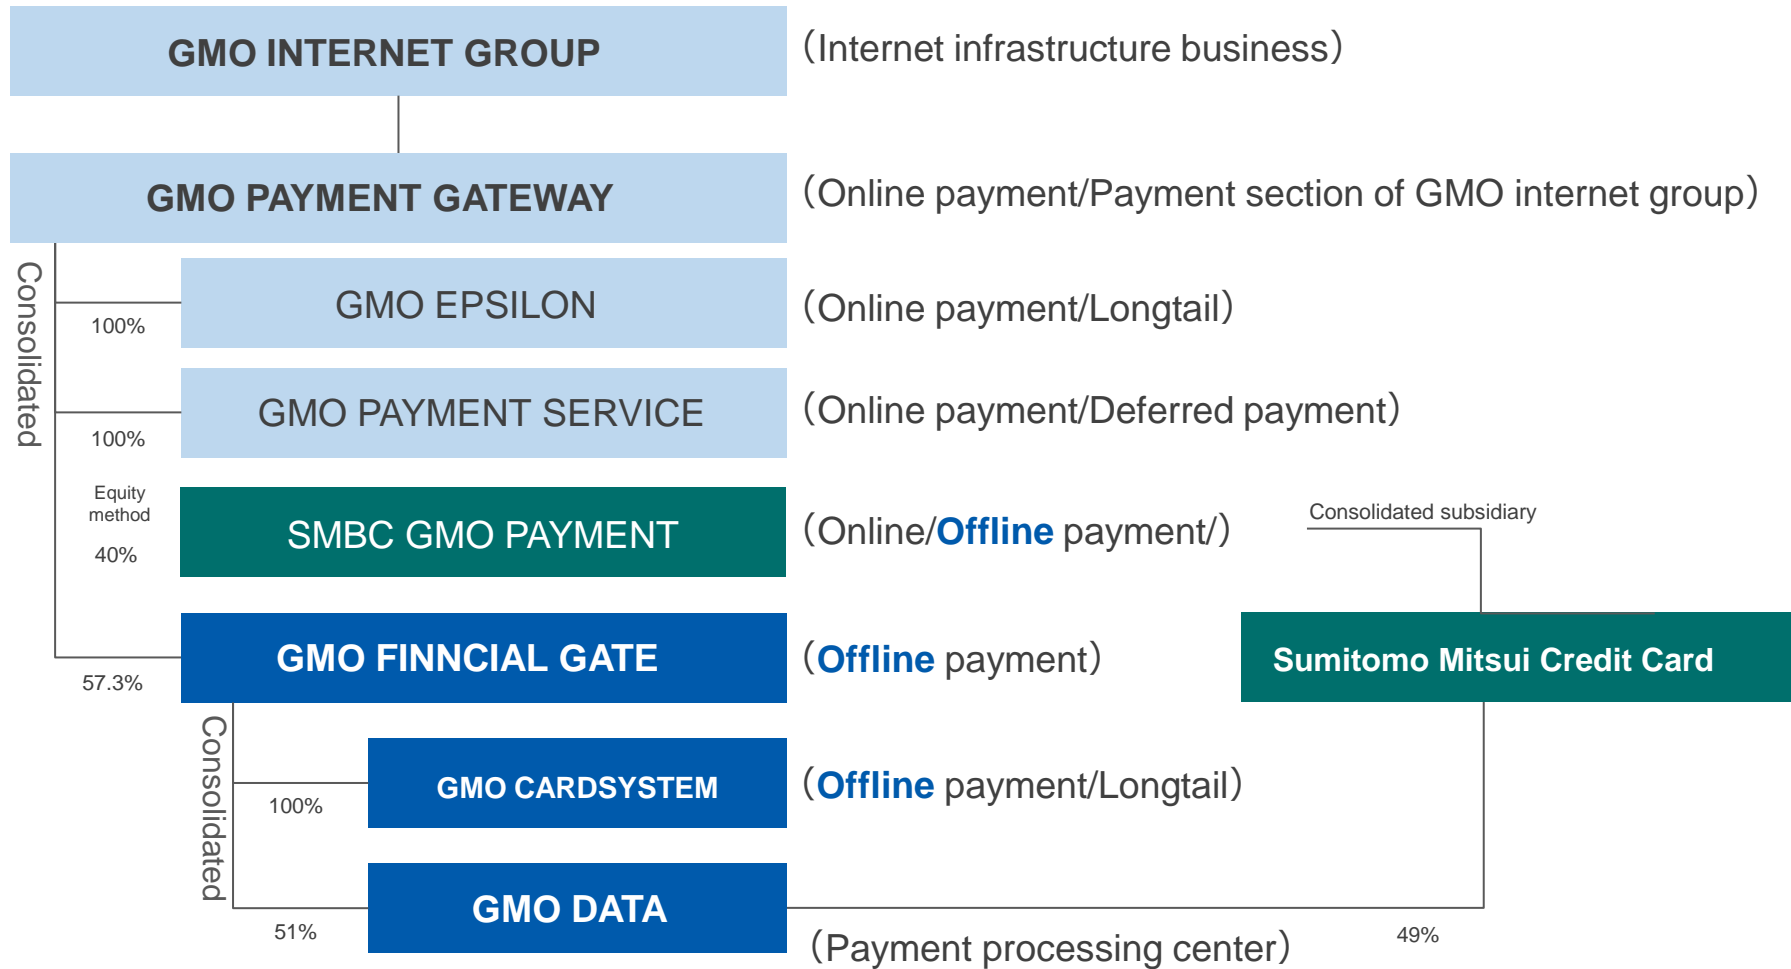 GMO INTERNET GROUP
(Internet infrastructure business)
GMO PAYMENT GATEWAY
(Online payment/Payment section of GMO internet group)
Consolidated
GMO EPSILON
(Online payment/Longtail)
100%
GMO PAYMENT SERVICE
(Online payment/Deferred payment)
100%
Equity
method
40%
SMBC GMO PAYMENT
(Online/Offline payment/)
Consolidated subsidiary
GMO FINNCIAL GATE
(Offline payment)
Sumitomo Mitsui Credit Card
57.3%
Consolidated
GMO CARDSYSTEM
(Offline payment/Longtail)
100%
GMO DATA
51%
(Payment processing center)
49%